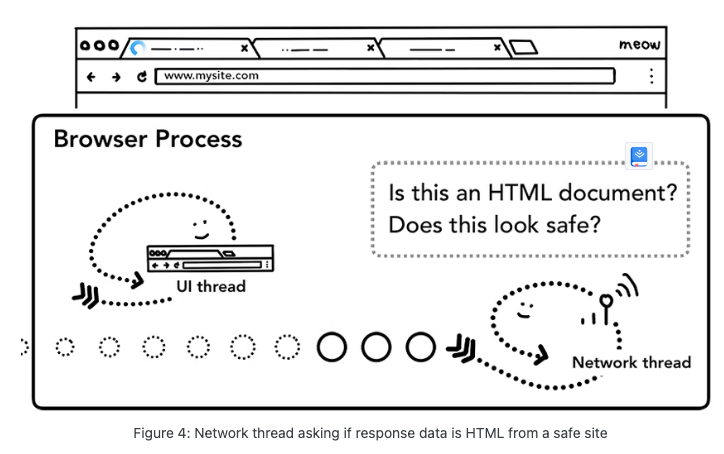 meow
www.mysite.com
Browser Process
Is this an HTML document?
Does this look safe?
UI thread
Network thread
Figure 4: Network thread asking if response data is HTML from a safe site